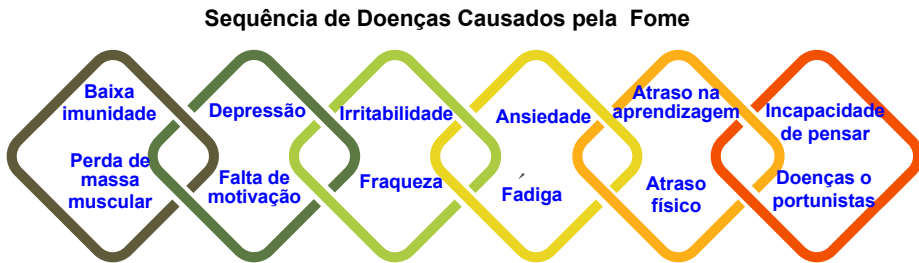 Sequência de Doenças Causados pela Fome
Baixa
imunidade
Perda de
massa
muscular
Depressão
Falta de
motivação
Irritabilidade
Fraqueza
Ansiedade
Fádiga
Atraso na
aprendizagem
Atraso
físico
Incapacidade
de pensar
Doenças o
portunistas